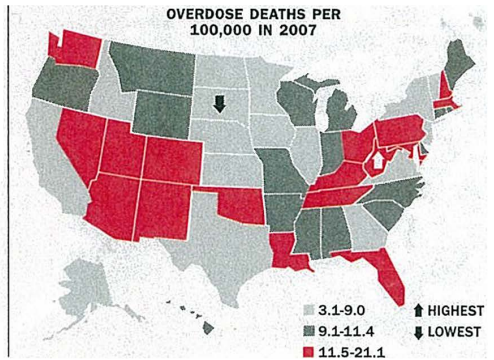 OVERDOSE DEATHS PER
100,000 IN 2007
3.1-9.0
9.1-11.4
11.5-21.1
HIGHEST
LOWEST